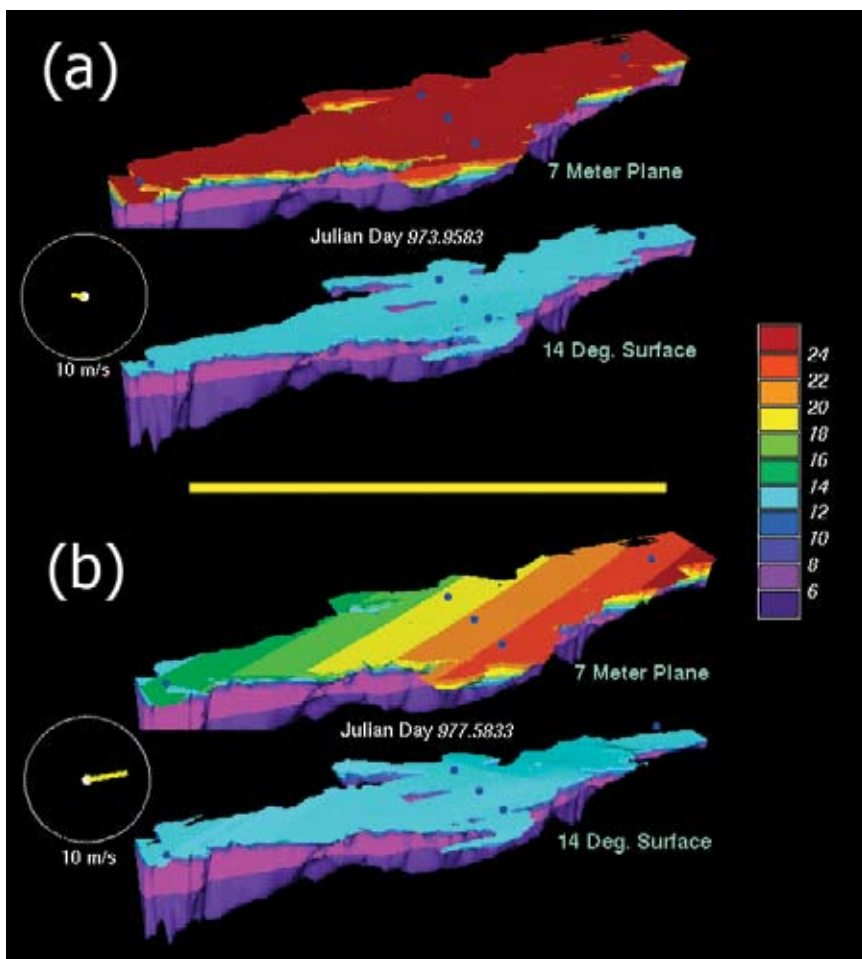 (a)
7 Meter Plane
Julian Day 973.9583
10 m/s
14 Deg. Surface
24
22
20
18
16
14
12
10
8
6
(b)
7 Meter Plane
Julian Day 977.5833
10 m/s
14 Deg. Surface